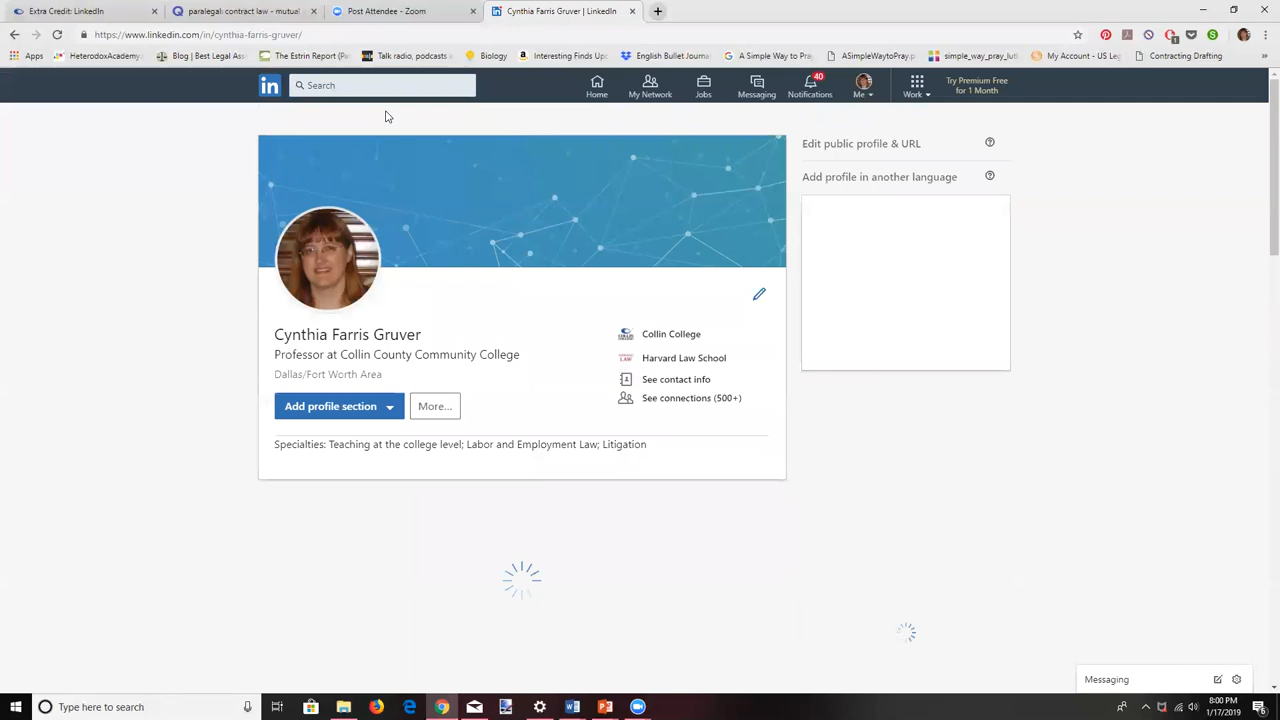 Extra Credit: LinkedIn
paralegal contract law - mutual
Post Attendee - Zoom
Cynthia Farris Gruver | LinkedIn
https://www.linkedin.com/in/cynthia-farris-gruver/
Apps
HeterodoxAcademy
Blog | Best Legal Assist
The Estrin Report: TH
Talk radio, podcasts
Biology
Interesting Finds Up
English Bullet Journal
A Simple Way to Pra
ASimpleWaytoPray.p
simple_way_pray_lut
My Account - US Leg
Contracting Drafting
in
Search
Home
My Network
Jobs
Messaging
40
Notifications
Me
Work
Try Premium Free
for 1 Month
Edit public profile & URL
Add profile in another language
Cynthia Farris Gruver
Professor at Collin County Community College
Dallas/Fort Worth Area
Add profile section
More...
Collin College
Harvard Law School
See contact info
See connections (500+)
Specialties: Teaching at the college level; Labor and Employment Law; Litigation
Messaging
Type here to search
8:00 PM
1/17/2019